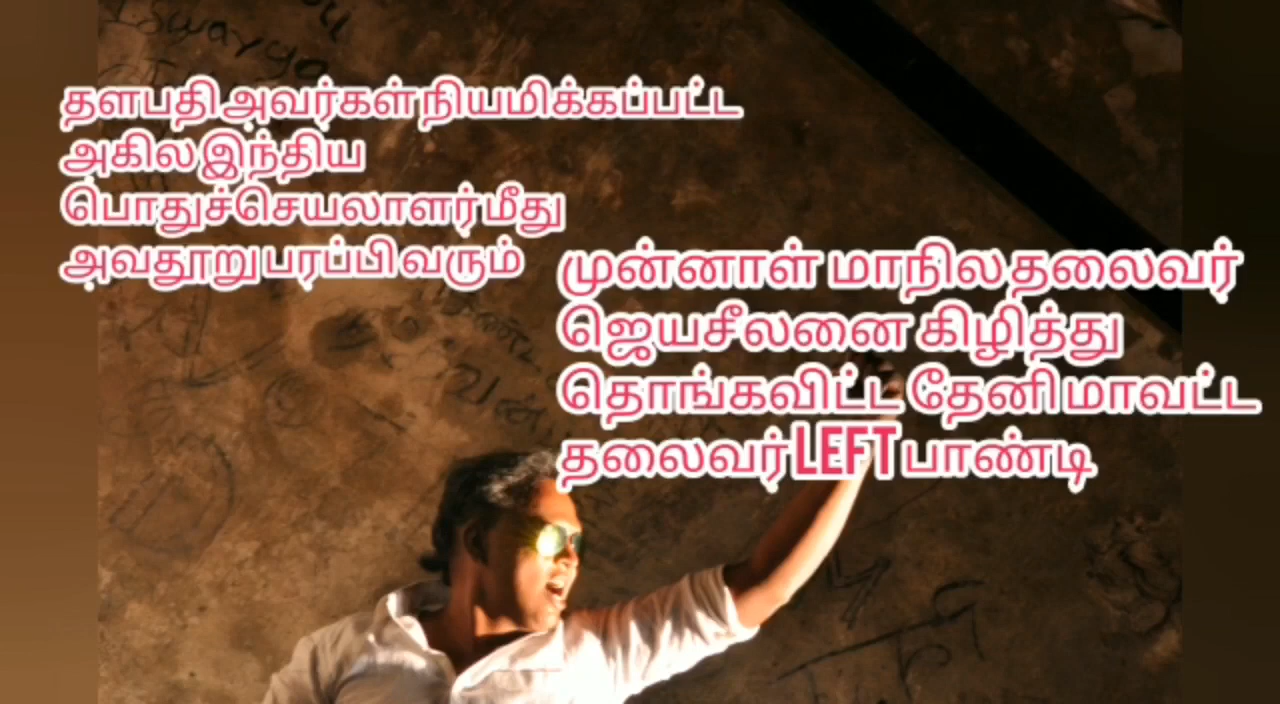 தளபதி அவர்கள் நியமிக்கப்பட்ட
அகில இந்திய
பொதுச்செயலாளர் மீது
அவதூறு பரப்பி வரும்
முன்னாள் மாநில தலைவர்
ஜெயசீலனை கிழித்து
தொங்கவிட்ட தேனி மாவட்ட
தலைவர் LEFT பாண்டி